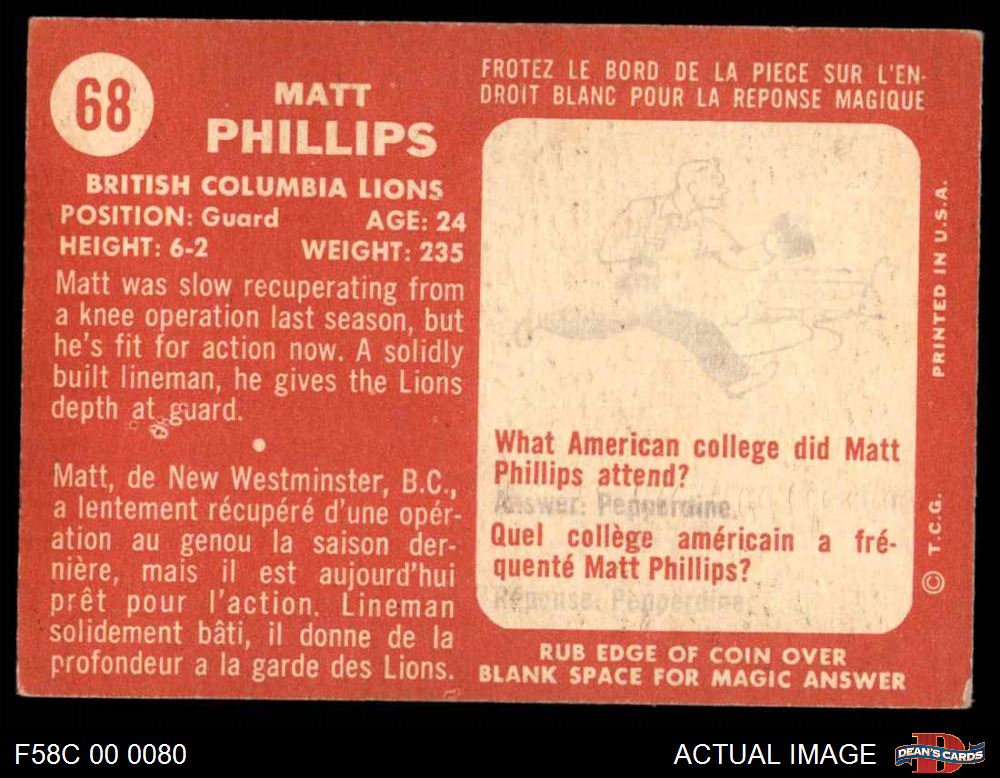 68
MATT
PHILLIPS
BRITISH COLUMBIA LIONS
POSITION: Guard AGE: 24
HEIGHT: 6-2 WEIGHT: 235
Matt was slow recuperating from
a knee operation last season, but
he's fit for action now. A solidly
built lineman, he gives the Lions
depth at guard.
Matt, de New Westminster, B.C.,
a lentement récupéré d'une opér-
ation au genou la saison der-
nière, mais il est aujourd'hui
prêt pour l'action. Lineman
solidement bâti, il donne de la
profondeur a la garde des Lions.
FROTEZ LE BORD DE LA PIECE SUR L'EN-
DROIT BLANC POUR LA REPONSE MAGIQUE
What American college did Matt
Phillips attend?
Answer: Pepperdine.
Quel collège américain a fré-
quenté Matt Phillips?
Réponse: Pepperdine.
RUB EDGE OF COIN OVER
BLANK SPACE FOR MAGIC ANSWER
© T.C.G. PRINTED IN U.S.A.
F58C 00 0080
ACTUAL IMAGE
DEAN'S CARDS